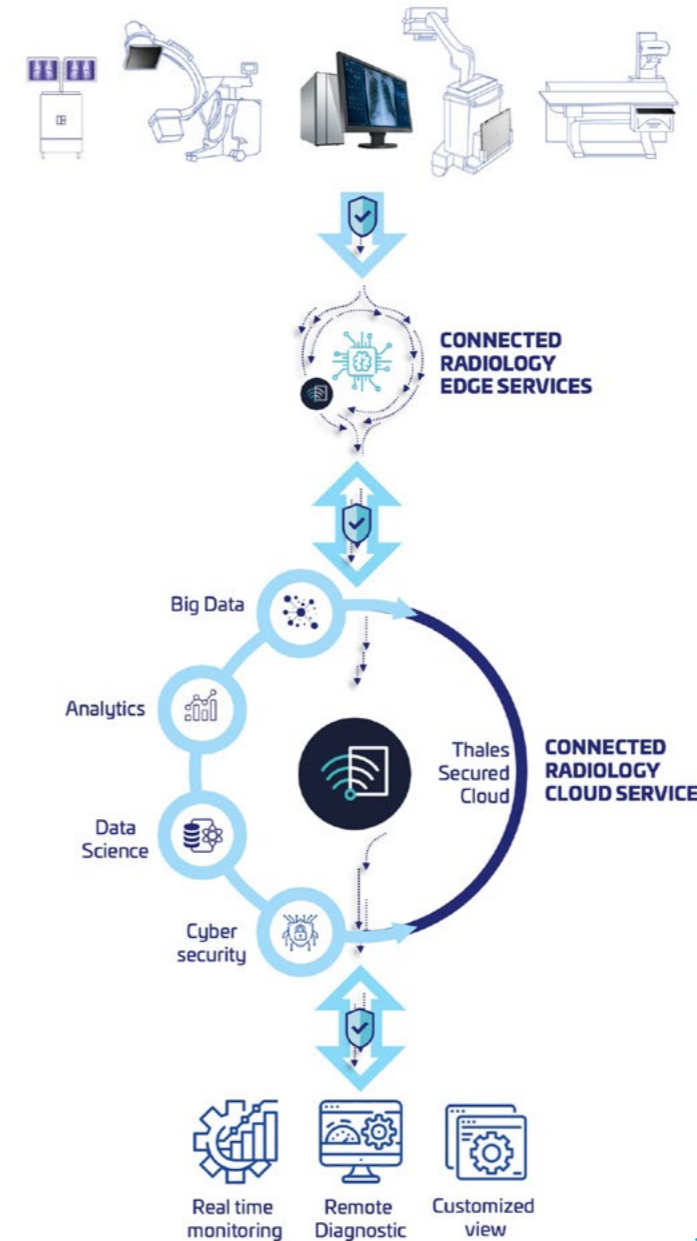 CONNECTED
RADIOLOGY
EDGE SERVICES
Big Data
Analytics
Thales
Secured
Cloud
CONNECTED
RADIOLOGY
CLOUD SERVICE
Data
Science
Cyber
security
Real time
monitoring
Remote
Diagnostic
Customized
view